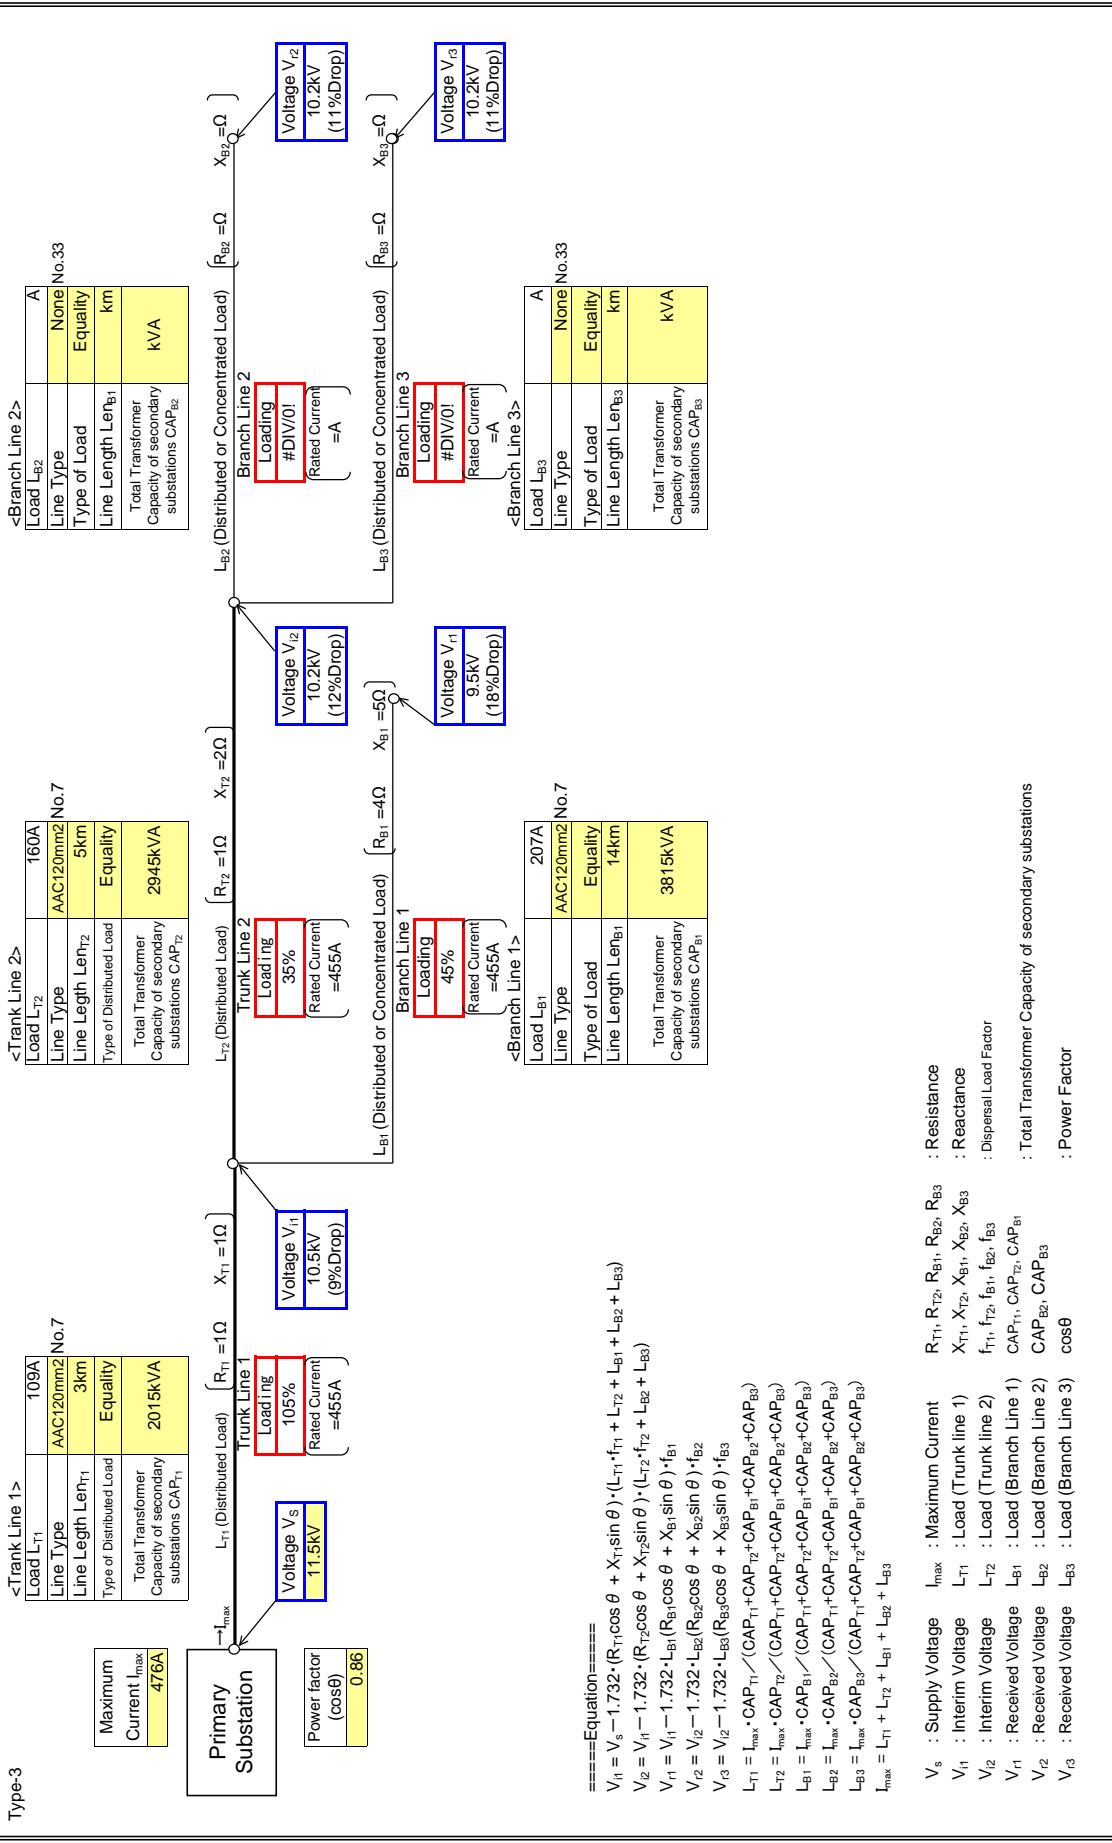 Type-3
Maximum
Current Imax
476A
Primary
Substation
Power factor
(cosθ)
0.86
→Imax
Voltage Vs
11.5kV
<Trank Line 1>
Load LT1 109A
Line Type AAC120mm2 No.7
Line Legth LenT1 3km
Type of Distributed Load Equality
Total Transformer
Capacity of secondary
substations CAPT1
2015kVA
LT1 (Distributed Load) RT1 =1Ω XT1 =1Ω
Trunk Line 1
Loading
105%
Rated Current
=455A
Voltage Vi1
10.5kV
(9%Drop)
<Trank Line 2>
Load LT2 160A
Line Type AAC120mm2 No.7
Line Legth LenT2 5km
Type of Distributed Load Equality
Total Transformer
Capacity of secondary
substations CAPT2
2945kVA
LT2 (Distributed Load) RT2 =1Ω XT2 =2Ω
Trunk Line 2
Loading
35%
Rated Current
=455A
Voltage Vi2
10.2kV
(12%Drop)
LB1 (Distributed or Concentrated Load) RB1 =4Ω XB1 =5Ω
Branch Line 1
Loading
45%
Rated Current
=455A
Voltage Vr1
9.5kV
(18%Drop)
<Branch Line 1>
Load LB1 207A
Line Type AAC120mm2 No.7
Type of Load Equality
Line Length LenB1 14km
Total Transformer
Capacity of secondary
substations CAPB1
3815kVA
<Branch Line 2>
Load LB2 A
Line Type None No.33
Type of Load Equality
Line Length LenB1 km
Total Transformer
Capacity of secondary
substations CAPB2
kVA
LB2 (Distributed or Concentrated Load) RB2 =Ω XB2 =Ω
Branch Line 2
Loading
#DIV/0!
Rated Current
=A
Voltage Vr2
10.2kV
(11%Drop)
LB3 (Distributed or Concentrated Load) RB3 =Ω XB3 =Ω
Branch Line 3
Loading
#DIV/0!
Rated Current
=A
Voltage Vr3
10.2kV
(11%Drop)
<Branch Line 3>
Load LB3 A
Line Type None No.33
Type of Load Equality
Line Length LenB3 km
Total Transformer
Capacity of secondary
substations CAPB3
kVA
=====Equation=====
Vi1 = Vs－1.732・(RT1cos θ + XT1sin θ)・(LT1・fT1 + LT2 + LB1 + LB2 + LB3)
Vi2 = Vi1－1.732・(RT2cos θ + XT2sin θ)・(LT2・fT2 + LB2 + LB3)
Vr1 = Vi1－1.732・LB1(RB1cos θ + XB1sin θ)・fB1
Vr2 = Vi2－1.732・LB2(RB2cos θ + XB2sin θ)・fB2
Vr3 = Vi2－1.732・LB3(RB3cos θ + XB3sin θ)・fB3
LT1 = Imax・CAPT1／(CAPT1+CAPT2+CAPB1+CAPB2+CAPB3)
LT2 = Imax・CAPT2／(CAPT1+CAPT2+CAPB1+CAPB2+CAPB3)
LB1 = Imax・CAPB1／(CAPT1+CAPT2+CAPB1+CAPB2+CAPB3)
LB2 = Imax・CAPB2／(CAPT1+CAPT2+CAPB1+CAPB2+CAPB3)
LB3 = Imax・CAPB3／(CAPT1+CAPT2+CAPB1+CAPB2+CAPB3)
Imax = LT1 + LT2 + LB1 + LB2 + LB3
Vs : Supply Voltage Imax : Maximum Current RT1, RT2, RB1, RB2, RB3 : Resistance
Vi1 : Interim Voltage LT1 : Load (Trunk line 1) XT1, XT2, XB1, XB2, XB3 : Reactance
Vi2 : Interim Voltage LT2 : Load (Trunk line 2) fT1, fT2, fB1, fB2, fB3 : Dispersal Load Factor
Vr1 : Received Voltage LB1 : Load (Branch Line 1) CAPT1, CAPT2, CAPB1
Vr2 : Received Voltage LB2 : Load (Branch Line 2) CAPB2, CAPB3 : Total Transformer Capacity of secondary substations
Vr3 : Received Voltage LB3 : Load (Branch Line 3) cosθ : Power Factor